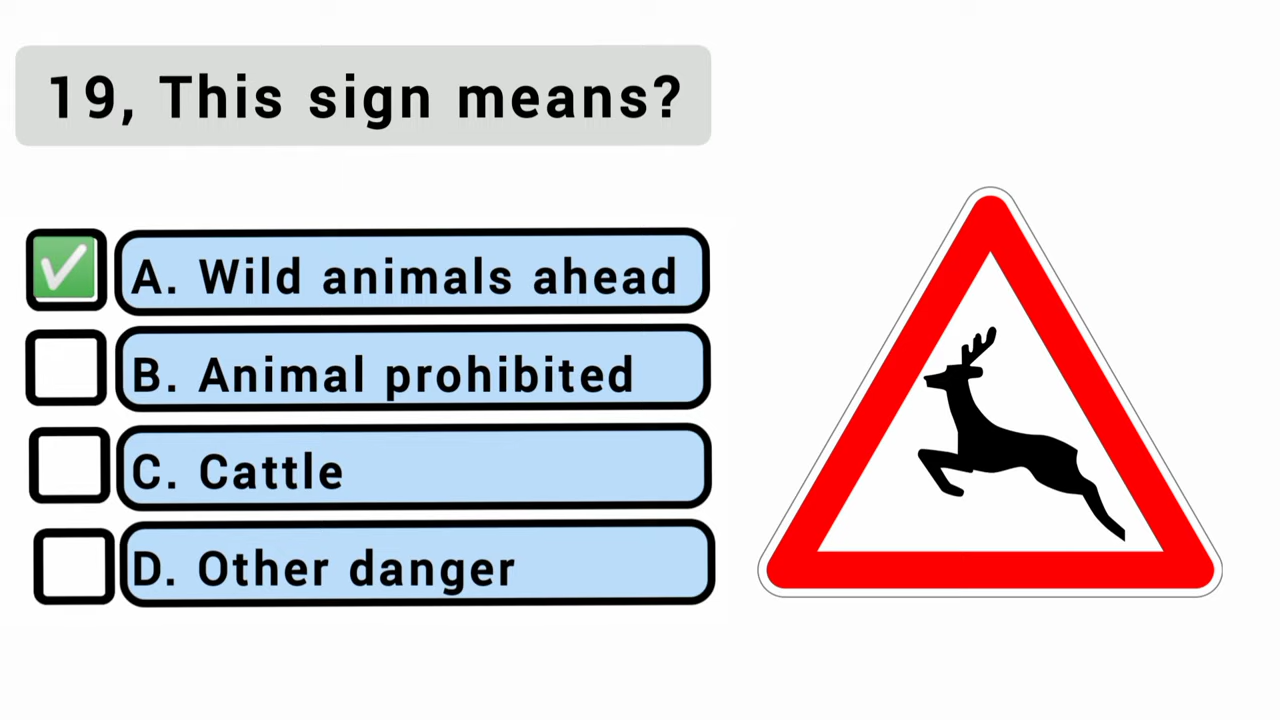 19, This sign means?
A. Wild animals ahead
B. Animal prohibited
C. Cattle
D. Other danger